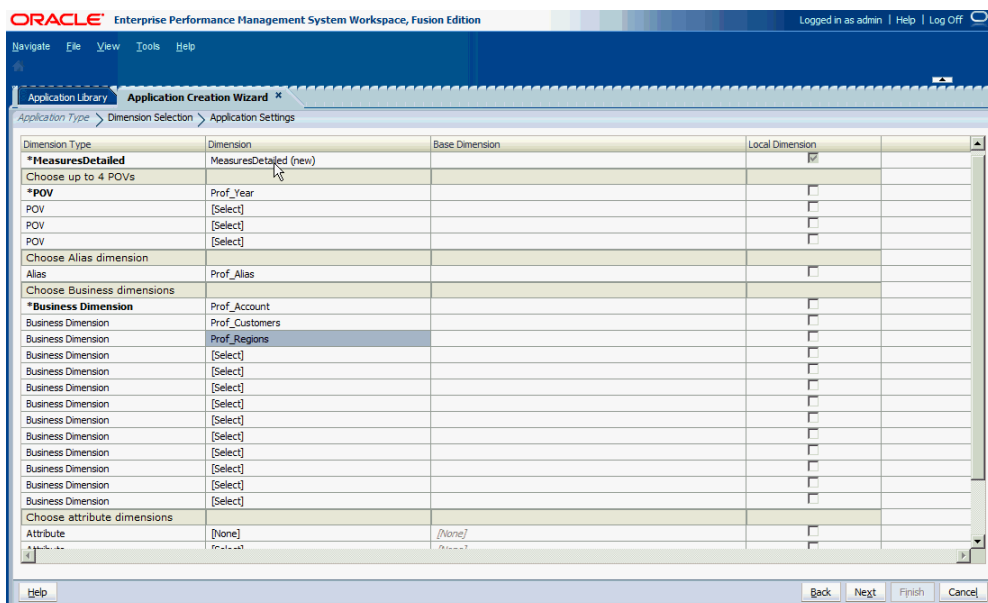 ORACLE® Enterprise Performance Management System Workspace, Fusion Edition Logged in as admin | Help | Log Off
Navigate File View Tools Help
Application Library Application Creation Wizard ×
Application Type > Dimension Selection > Application Settings
Dimension Type Dimension Base Dimension Local Dimension
*MeasuresDetailed MeasuresDetailed (new)
Choose up to 4 POVs
*POV Prof_Year
POV [Select]
POV [Select]
POV [Select]
Choose Alias dimension
Alias Prof_Alias
Choose Business dimensions
*Business Dimension Prof_Account
Business Dimension Prof_Customers
Business Dimension Prof_Regions
Business Dimension [Select]
Business Dimension [Select]
Business Dimension [Select]
Business Dimension [Select]
Business Dimension [Select]
Business Dimension [Select]
Business Dimension [Select]
Business Dimension [Select]
Business Dimension [Select]
Business Dimension [Select]
Choose attribute dimensions
Attribute [None] [None]
Help Back Next Finish Cancel